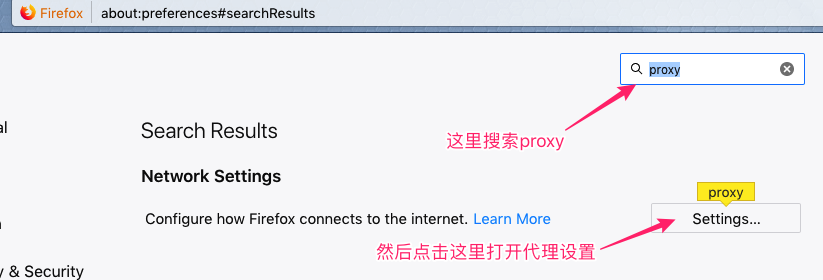 Firefox about:preferences#searchResults
proxy
al
这里搜索proxy
Search Results
Network Settings
proxy
Configure how Firefox connects to the internet. Learn More
Settings...
然后点击这里打开代理设置
y & Security